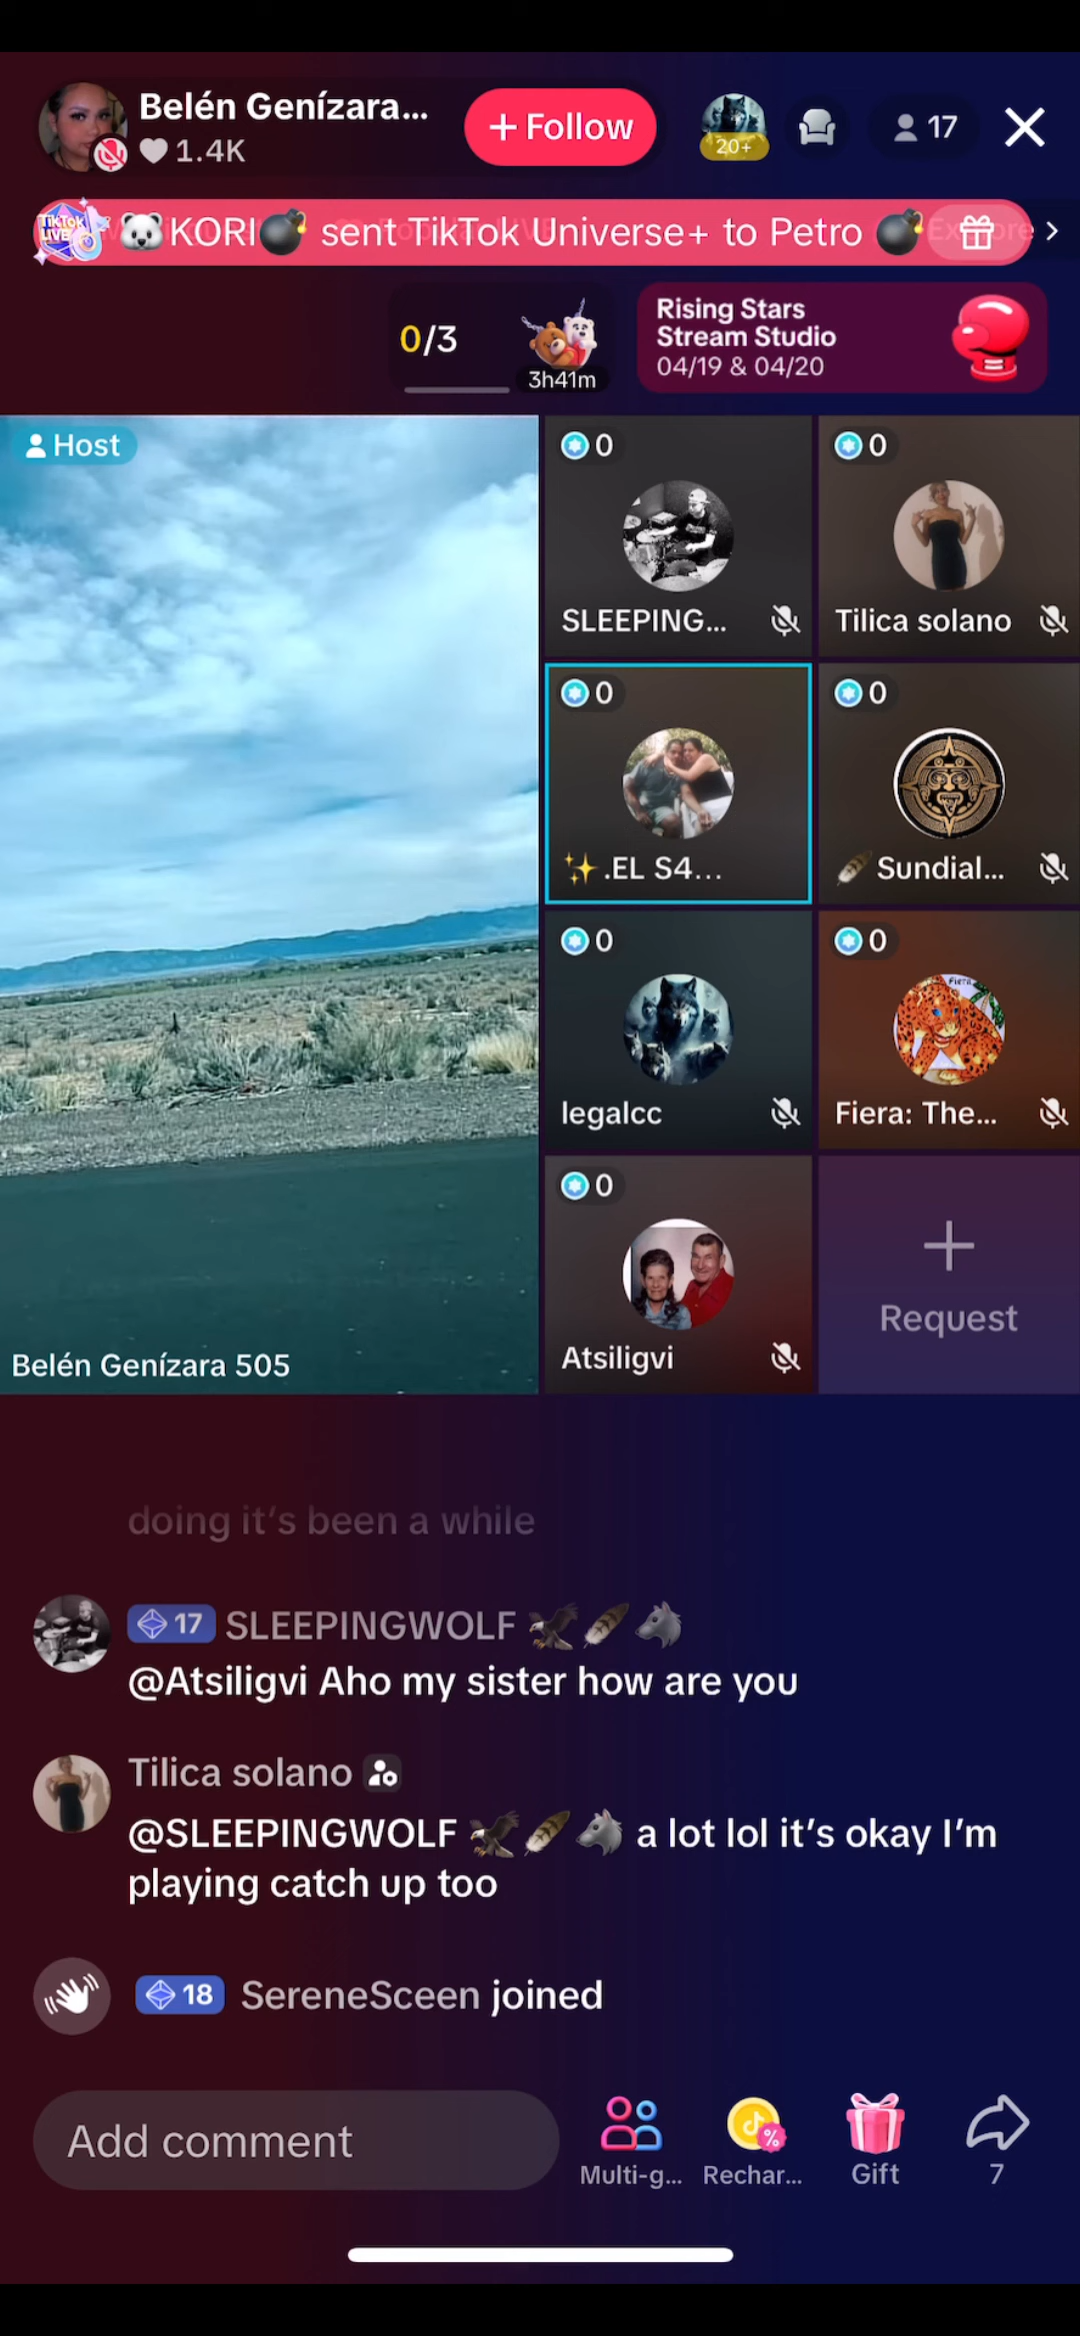 Belén Genízara...
1.4K
+ Follow
20+
17
TikTok LIVE
🐻‍❄️KORI💣 sent TikTok Universe+ to Petro 💣
0/3
3h41m
Rising Stars
Stream Studio
04/19 & 04/20
Host
Belén Genízara 505
0
SLEEPING...
0
Tilica solano
0
✨.EL S4...
0
🪶Sundial...
0
legalcc
0
Fiera
Fiera: The...
0
Atsiligvi
Request
doing it's been a while
17 SLEEPINGWOLF 🦅🪶🐺
@Atsiligvi Aho my sister how are you
Tilica solano
@SLEEPINGWOLF 🦅🪶🐺 a lot lol it's okay I'm
playing catch up too
18 SereneSceen joined
Add comment
Multi-g...
Rechar...
Gift
7